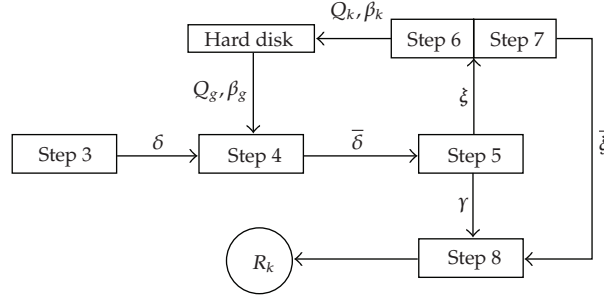 Q_k, β_k
Hard disk
Step 6
Step 7
Q_g, β_g
ξ
ξ̅
Step 3
δ
Step 4
δ̅
Step 5
γ
R_k
Step 8